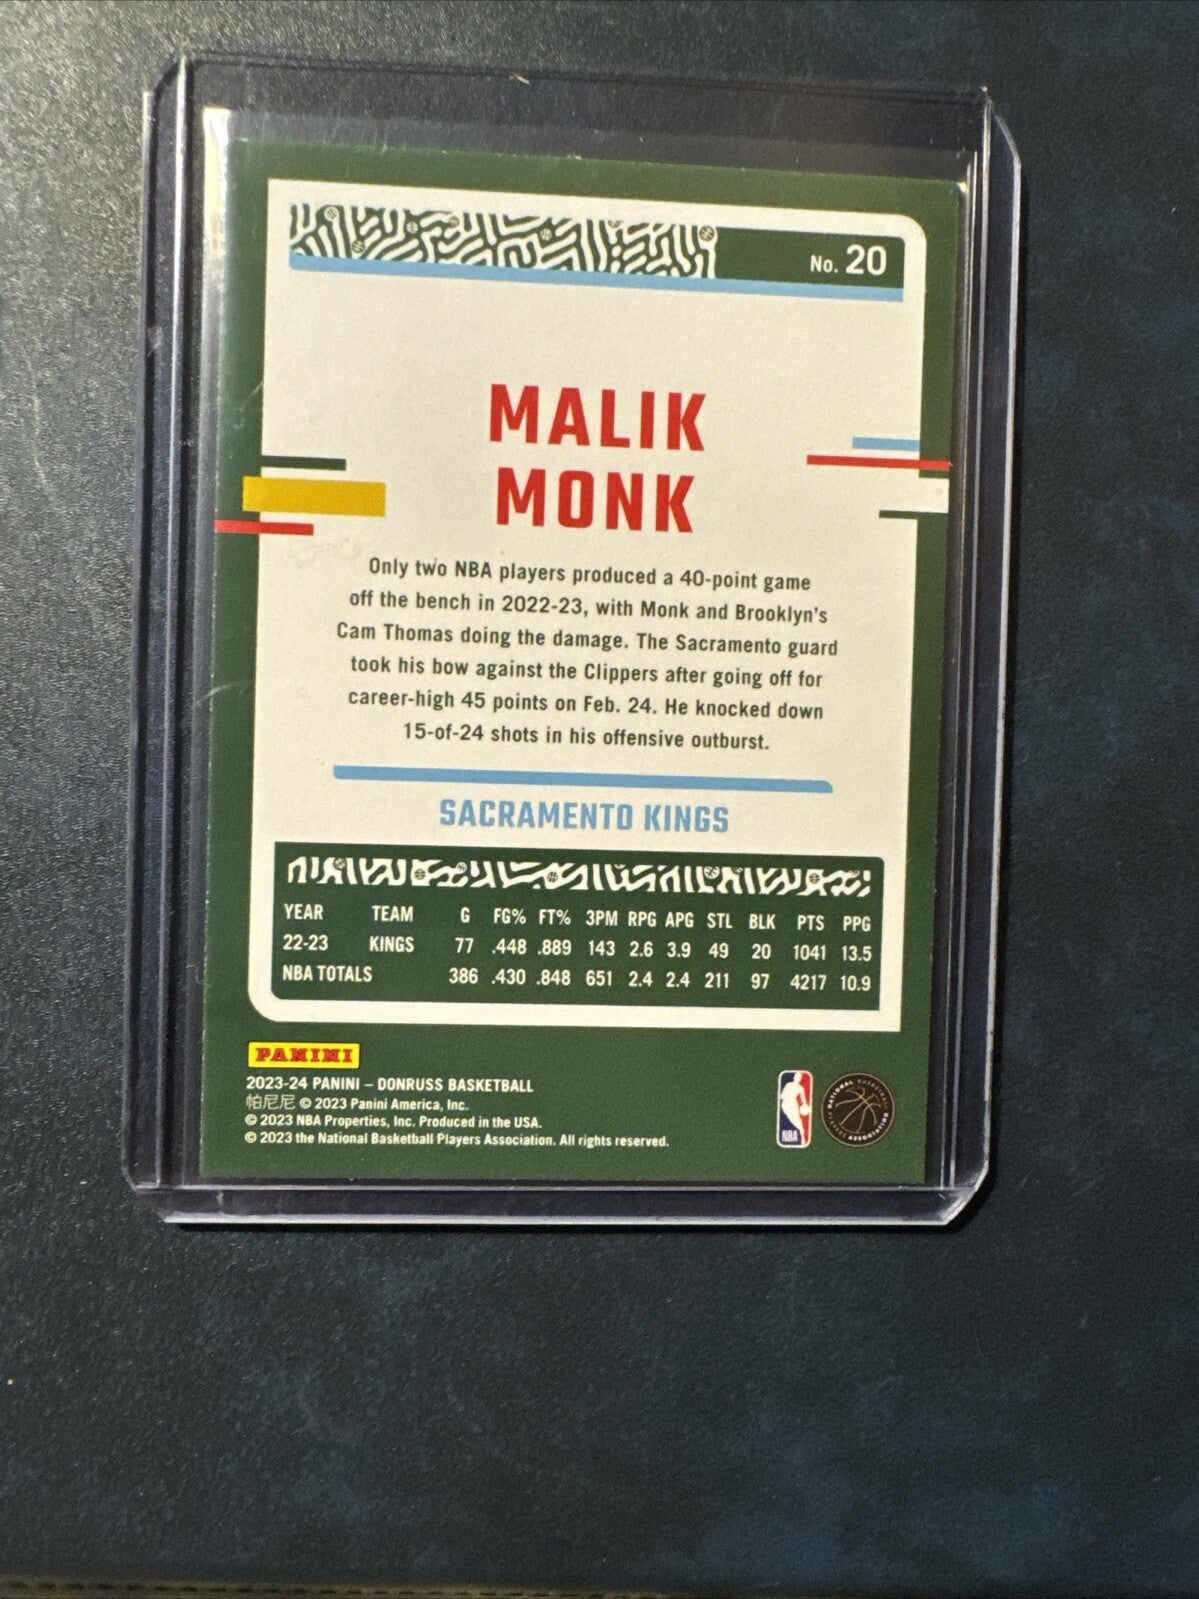 No. 20
MALIK
MONK
Only two NBA players produced a 40-point game
off the bench in 2022-23, with Monk and Brooklyn's
Cam Thomas doing the damage. The Sacramento guard
took his bow against the Clippers after going off for
career-high 45 points on Feb. 24. He knocked down
15-of-24 shots in his offensive outburst.
SACRAMENTO KINGS
YEAR TEAM G FG% FT% 3PM RPG APG STL BLK PTS PPG
22-23 KINGS 77 .448 .889 143 2.6 3.9 49 20 1041 13.5
NBA TOTALS 386 .430 .848 651 2.4 2.4 211 97 4217 10.9
PANINI
2023-24 PANINI – DONRUSS BASKETBALL
帕尼尼 © 2023 Panini America, Inc.
© 2023 NBA Properties, Inc. Produced in the USA.
© 2023 the National Basketball Players Association. All rights reserved.
NBA
NATIONAL BASKETBALL
PLAYERS ASSOCIATION